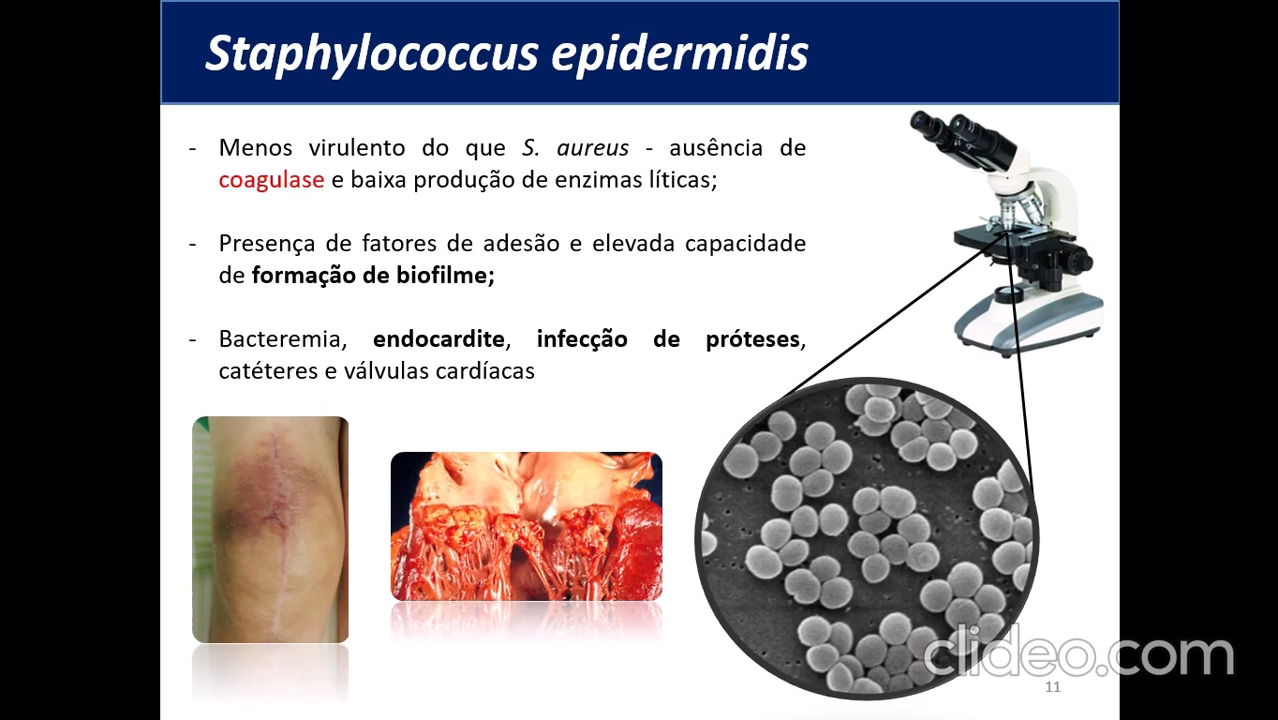 Staphylococcus epidermidis
- Menos virulento do que S. aureus - ausência de
coagulase e baixa produção de enzimas líticas;
- Presença de fatores de adesão e elevada capacidade
de formação de biofilme;
- Bacteremia, endocardite, infecção de próteses,
catéteres e válvulas cardíacas
clideo.com
11